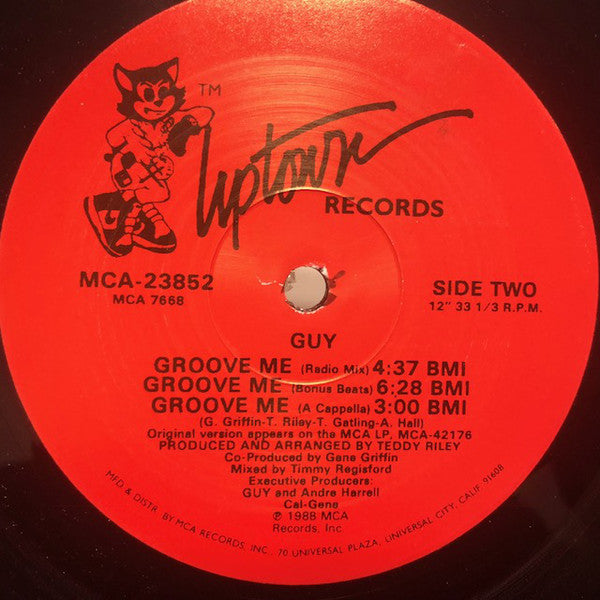 TM
Uptown
RECORDS
MCA-23852
MCA 7668
SIDE TWO
12" 33 1/3 R.P.M.
GUY
GROOVE ME (Radio Mix) 4:37 BMI
GROOVE ME (Bonus Beats) 6:28 BMI
GROOVE ME (A Cappella) 3:00 BMI
(G. Griffin-T. Riley-T. Gatling-A. Hall)
Original version appears on the MCA LP, MCA-42176
PRODUCED AND ARRANGED BY TEDDY RILEY
Co-Produced by Gene Griffin
Mixed by Timmy Regisford
Executive Producers:
GUY and Andre Harrell
Cal-Gene
℗ 1988 MCA
Records, Inc.
MFD. & DISTR. BY MCA RECORDS, INC., 70 UNIVERSAL PLAZA, UNIVERSAL CITY, CALIF. 91608